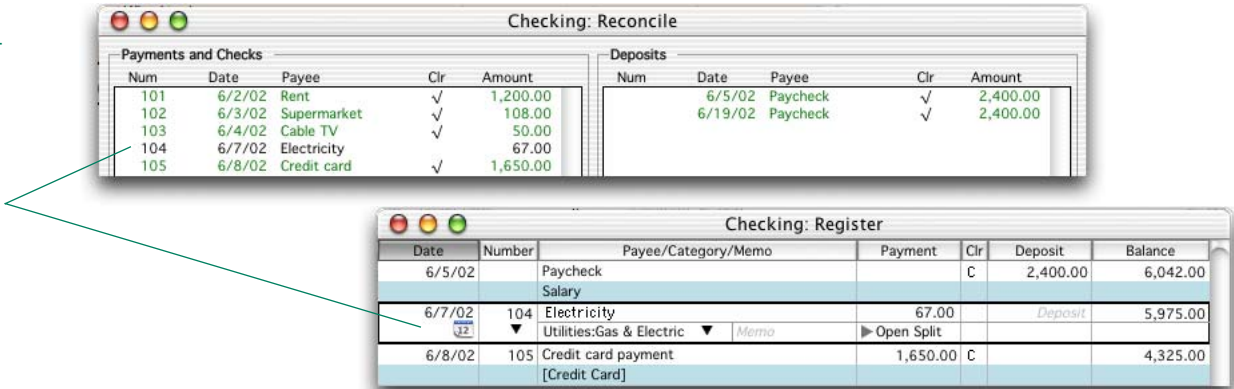 Checking: Reconcile
Payments and Checks
Deposits
Num Date Payee Clr Amount
Num Date Payee Clr Amount
101 6/2/02 Rent √ 1,200.00
6/5/02 Paycheck √ 2,400.00
102 6/3/02 Supermarket √ 108.00
6/19/02 Paycheck √ 2,400.00
103 6/4/02 Cable TV √ 50.00
104 6/7/02 Electricity 67.00
105 6/8/02 Credit card √ 1,650.00
Checking: Register
Date Number Payee/Category/Memo Payment Clr Deposit Balance
6/5/02 Paycheck C 2,400.00 6,042.00
Salary
6/7/02 104 Electricity 67.00 Deposit 5,975.00
12 Utilities:Gas & Electric Memo Open Split
6/8/02 105 Credit card payment 1,650.00 C 4,325.00
[Credit Card]